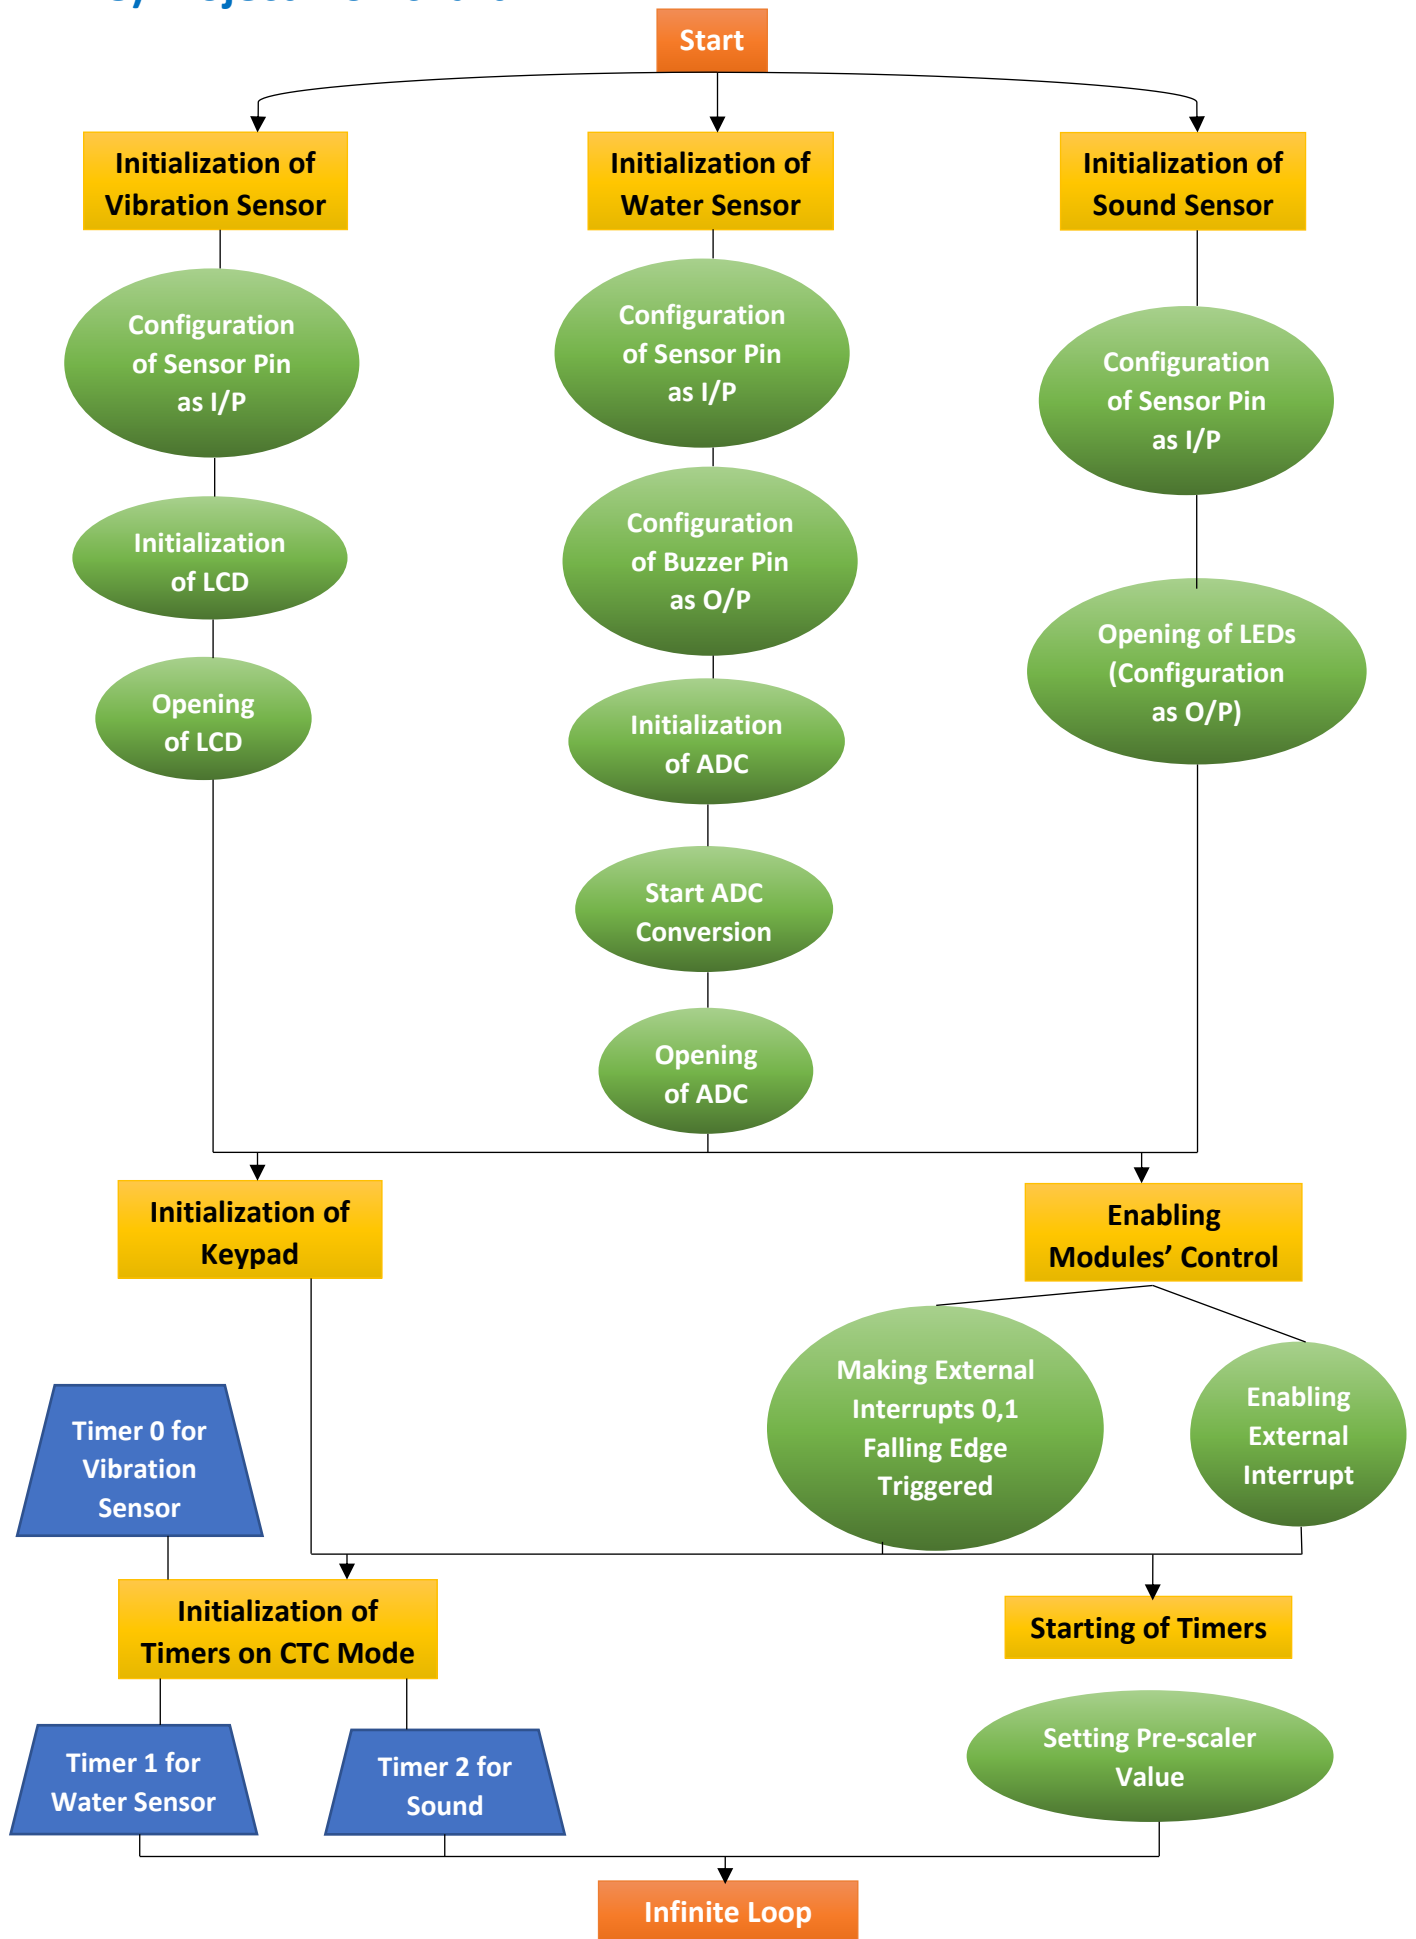 Start
Initialization of
Vibration Sensor
Initialization of
Water Sensor
Initialization of
Sound Sensor
Configuration
of Sensor Pin
as I/P
Configuration
of Sensor Pin
as I/P
Configuration
of Sensor Pin
as I/P
Initialization
of LCD
Configuration
of Buzzer Pin
as O/P
Opening of LEDs
(Configuration
as O/P)
Opening
of LCD
Initialization
of ADC
Start ADC
Conversion
Opening
of ADC
Initialization of
Keypad
Enabling
Modules’ Control
Making External
Interrupts 0,1
Falling Edge
Triggered
Enabling
External
Interrupt
Timer 0 for
Vibration
Sensor
Initialization of
Timers on CTC Mode
Starting of Timers
Timer 1 for
Water Sensor
Timer 2 for
Sound
Setting Pre-scaler
Value
Infinite Loop